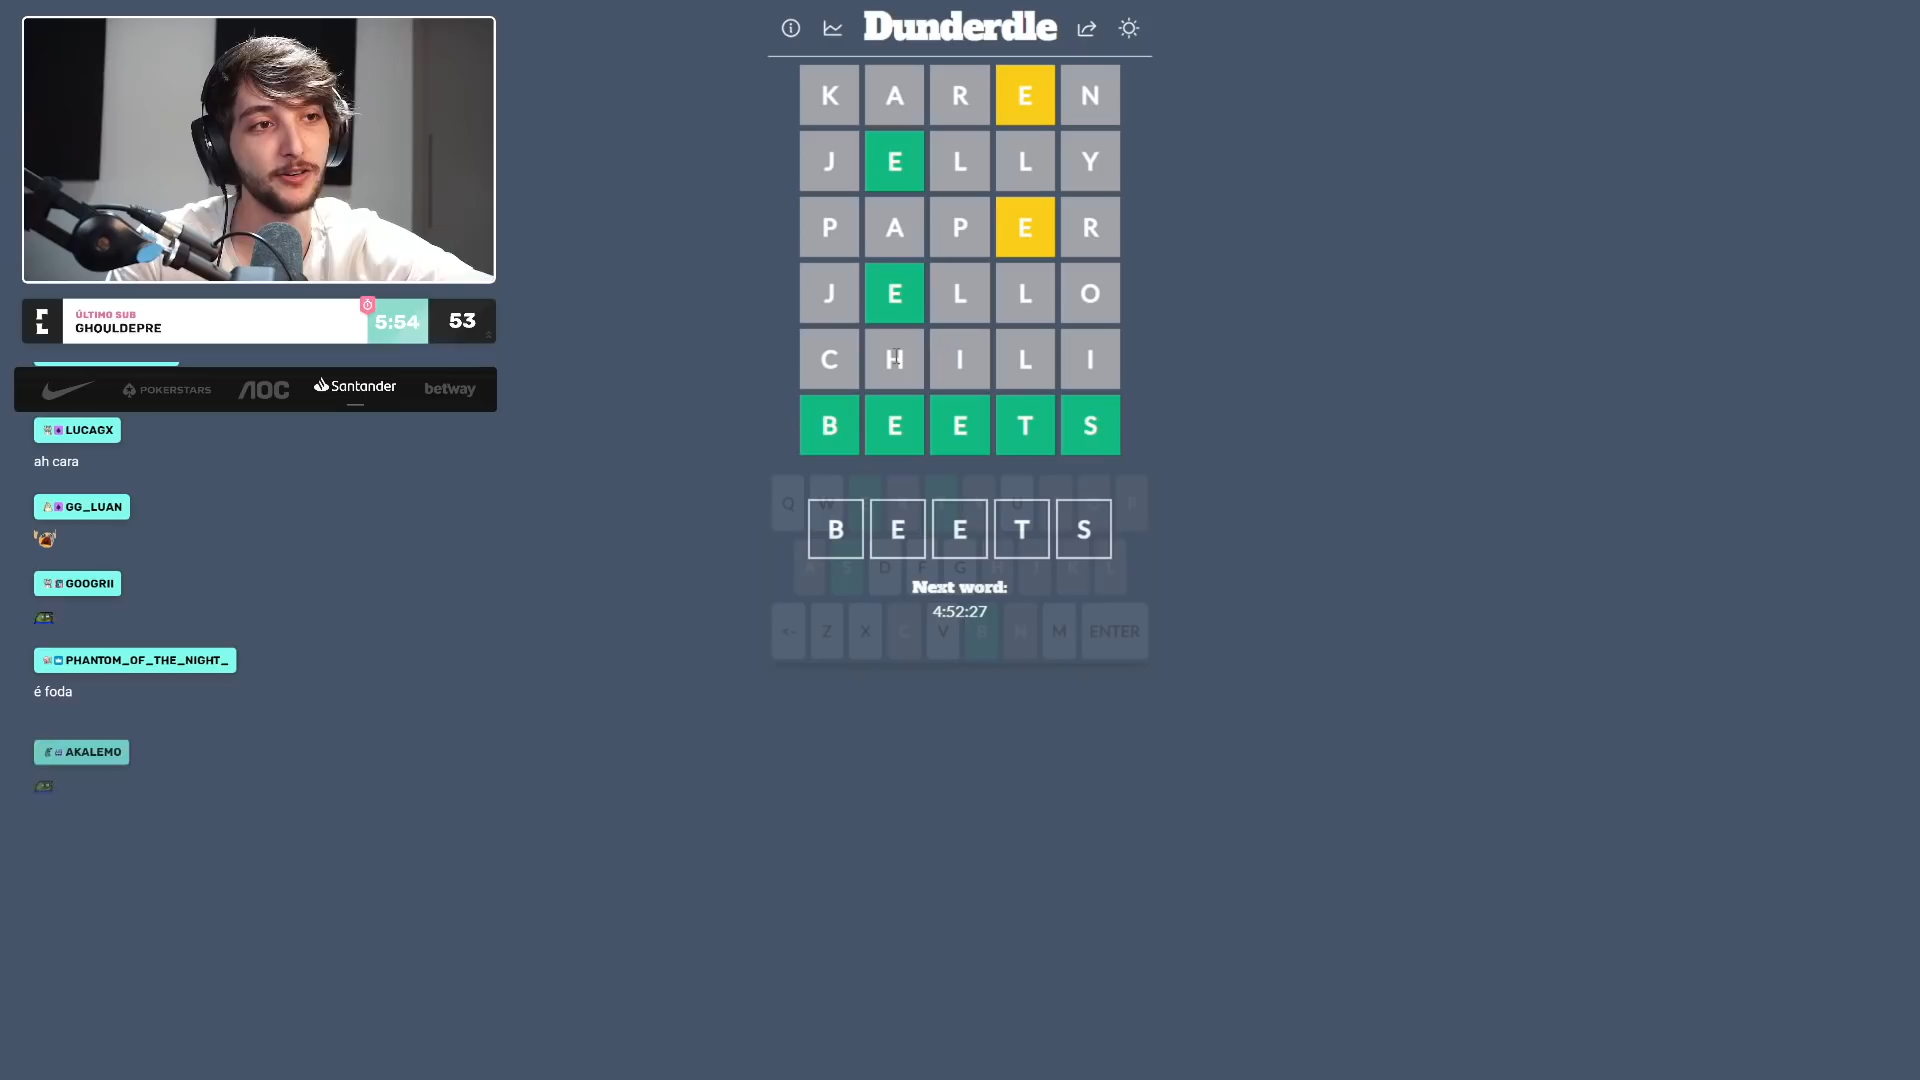 Dunderdle
K A R E N
J E L L Y
P A P E R
J E L L O
C H I L I
B E E T S
B E E T S
Next word:
4:52:27
<- Z X C V B N M ENTER
ÚLTIMO SUB
GHOULDEPRE
5:54
53
POKERSTARS
AOC
Santander
betway
LUCAGX
ah cara
GG_LUAN
GOOGRII
PHANTOM_OF_THE_NIGHT_
é foda
AKALEMO